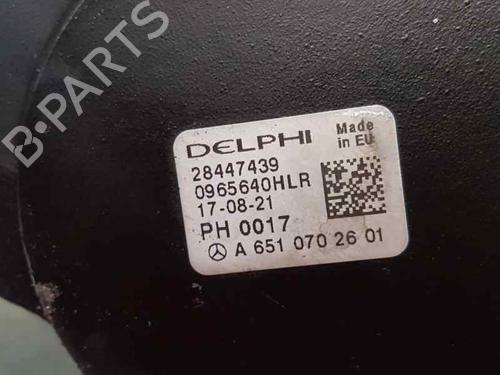 B-PARTS
DELPHI
Made
in EU
28447439
0965640HLR
17-08-21
PH 0017
A 651 070 26 01